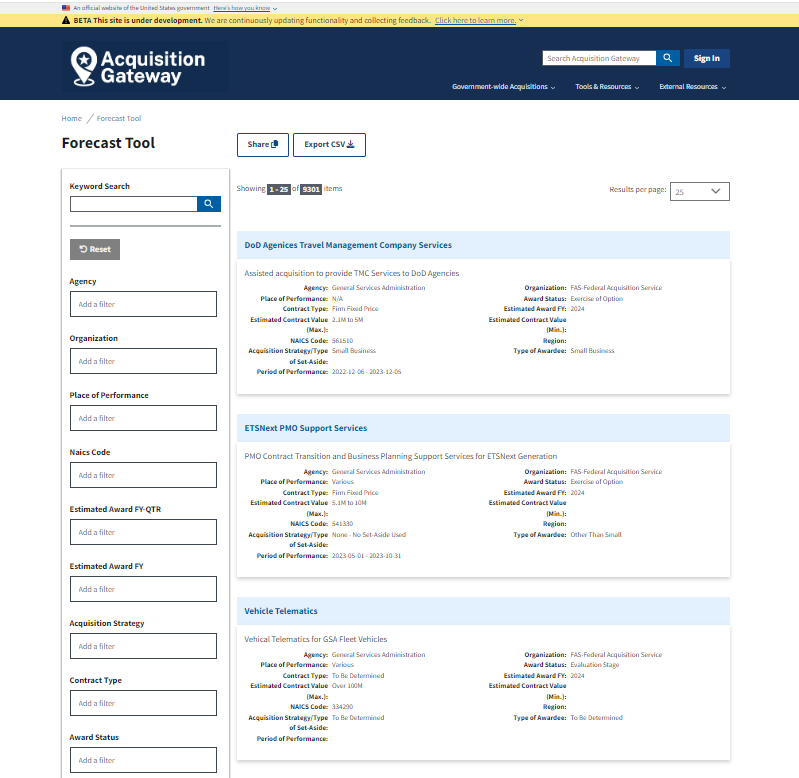 An official website of the United States government Here's how you know
BETA This site is under development. We are continuously updating functionality and collecting feedback. Click here to learn more.
Acquisition
Gateway
Search Acquisition Gateway
Sign In
Government-wide Acquisitions
Tools & Resources
External Resources
Home / Forecast Tool
Forecast Tool
Share
Export CSV
Keyword Search
Reset
Agency
Add a filter
Organization
Add a filter
Place of Performance
Add a filter
Naics Code
Add a filter
Estimated Award FY-QTR
Add a filter
Estimated Award FY
Add a filter
Acquisition Strategy
Add a filter
Contract Type
Add a filter
Award Status
Add a filter
Showing 1 - 25 of 9301 items
Results per page: 25
DoD Agenices Travel Management Company Services
Assisted acquisition to provide TMC Services to DoD Agencies
Agency: General Services Administration
Organization: FAS-Federal Acquisition Service
Place of Performance: N/A
Award Status: Exercise of Option
Contract Type: Firm Fixed Price
Estimated Award FY: 2024
Estimated Contract Value 2.1M to 5M
(Max.):
Estimated Contract Value
(Min.):
NAICS Code: 561510
Region:
Acquisition Strategy/Type Small Business
of Set-Aside:
Type of Awardee: Small Business
Period of Performance: 2022-12-06 - 2023-12-05
ETSNext PMO Support Services
PMO Contract Transition and Business Planning Support Services for ETSNext Generation
Agency: General Services Administration
Organization: FAS-Federal Acquisition Service
Place of Performance: Various
Award Status: Exercise of Option
Contract Type: Firm Fixed Price
Estimated Award FY: 2024
Estimated Contract Value 5.1M to 10M
(Max.):
Estimated Contract Value
(Min.):
NAICS Code: 541330
Region:
Acquisition Strategy/Type None - No Set-Aside Used
of Set-Aside:
Type of Awardee: Other Than Small
Period of Performance: 2023-05-01 - 2023-10-31
Vehicle Telematics
Vehical Telematics for GSA Fleet Vehicles
Agency: General Services Administration
Organization: FAS-Federal Acquisition Service
Place of Performance: Various
Award Status: Evaluation Stage
Contract Type: To Be Determined
Estimated Award FY: 2024
Estimated Contract Value Over 100M
(Max.):
Estimated Contract Value
(Min.):
NAICS Code: 334290
Region:
Acquisition Strategy/Type To Be Determined
of Set-Aside:
Type of Awardee: To Be Determined
Period of Performance: